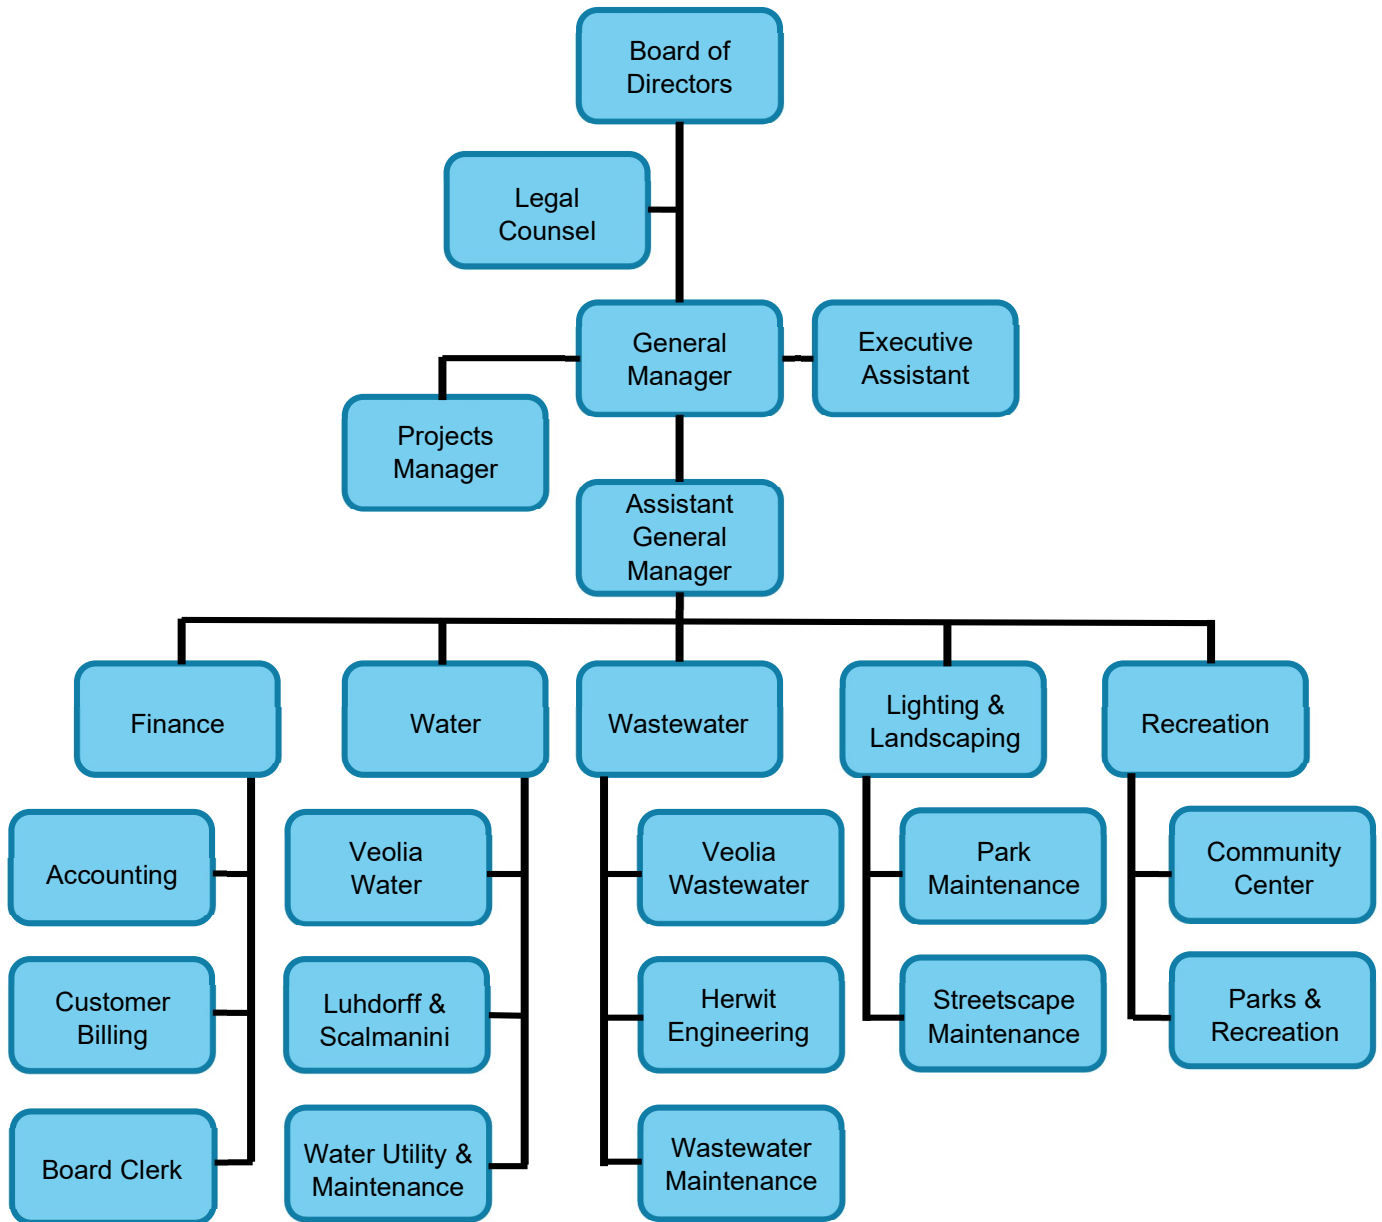 Board of
Directors
Legal
Counsel
General
Manager
Executive
Assistant
Projects
Manager
Assistant
General
Manager
Finance
Water
Wastewater
Lighting &
Landscaping
Recreation
Accounting
Veolia
Water
Veolia
Wastewater
Park
Maintenance
Community
Center
Customer
Billing
Luhdorff &
Scalmanini
Herwit
Engineering
Streetscape
Maintenance
Parks &
Recreation
Board Clerk
Water Utility &
Maintenance
Wastewater
Maintenance